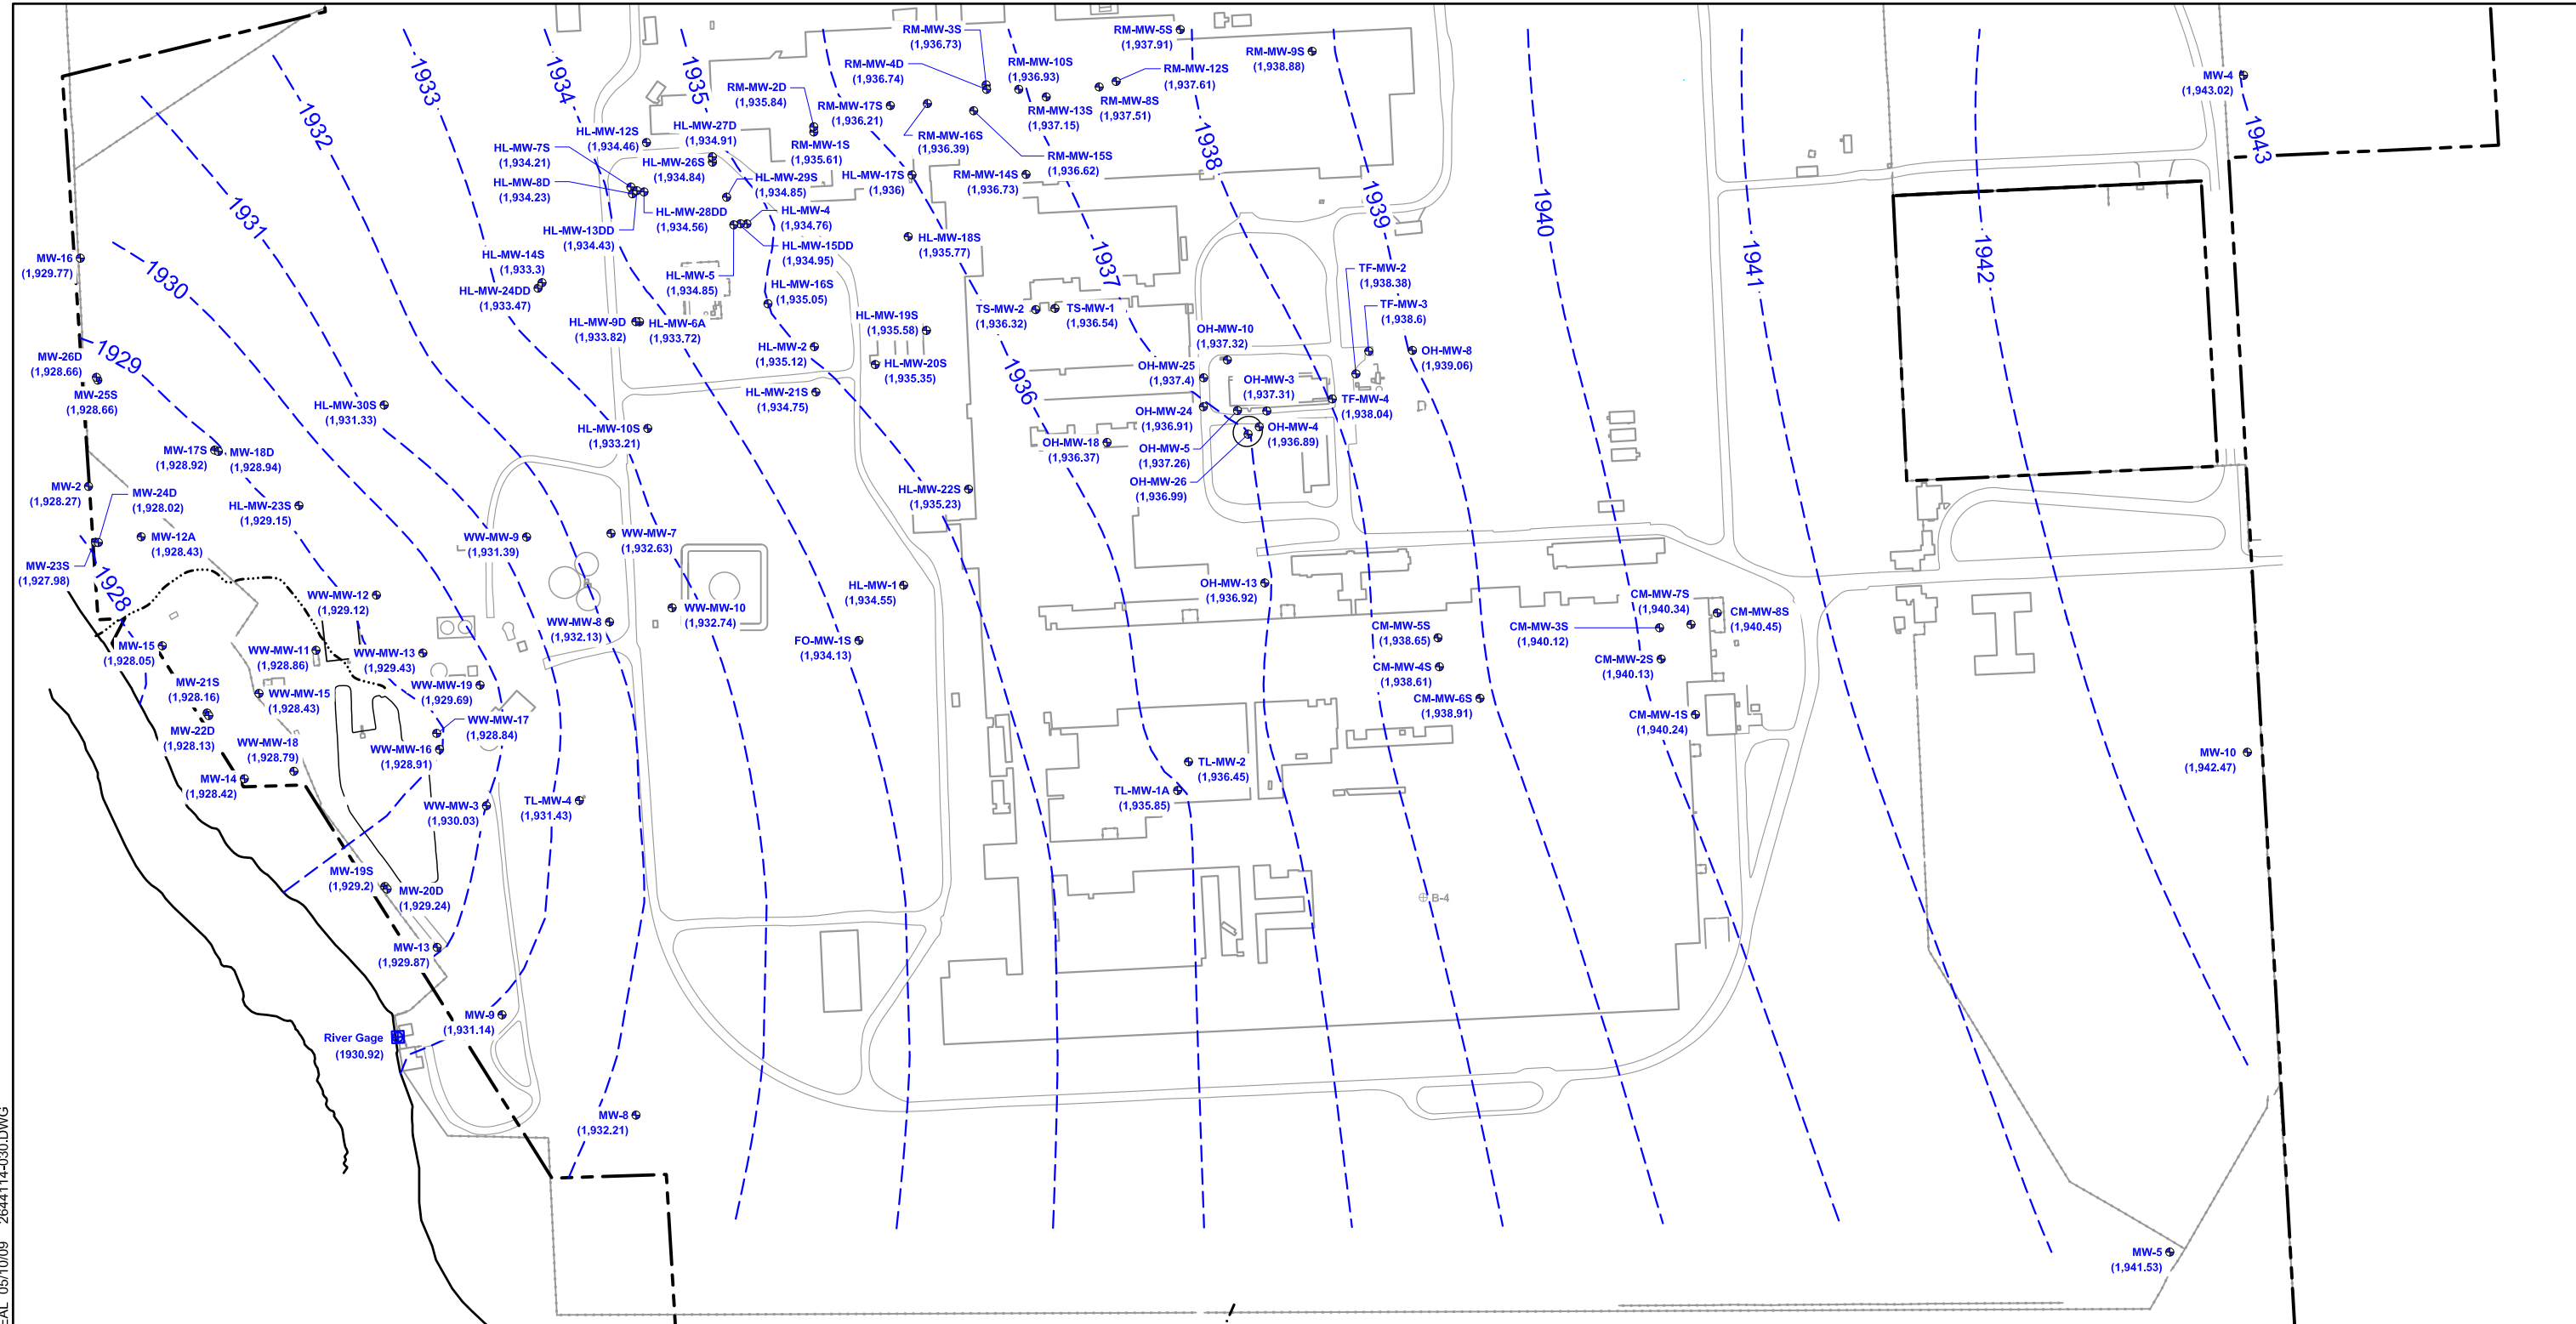 RM-MW-3S
(1,936.73)
RM-MW-5S
(1,937.91)
RM-MW-9S
(1,938.88)
RM-MW-4D
(1,936.74)
RM-MW-10S
(1,936.93)
RM-MW-12S
(1,937.61)
MW-4
(1,943.02)
RM-MW-2D
(1,935.84)
RM-MW-17S
(1,936.21)
RM-MW-13S
(1,937.15)
RM-MW-8S
(1,937.51)
1932
1933
1934
1935
1938
1943
HL-MW-12S
(1,934.46)
HL-MW-27D
(1,934.91)
RM-MW-1S
(1,935.61)
RM-MW-16S
(1,936.39)
RM-MW-15S
(1,936.62)
HL-MW-7S
(1,934.21)
HL-MW-26S
(1,934.84)
HL-MW-29S
(1,934.85)
HL-MW-17S
(1,936)
RM-MW-14S
(1,936.73)
HL-MW-8D
(1,934.23)
HL-MW-28DD
(1,934.56)
HL-MW-4
(1,934.76)
1931
1939
1940
HL-MW-13DD
(1,934.43)
HL-MW-15DD
(1,934.95)
HL-MW-18S
(1,935.77)
MW-16
(1,929.77)
HL-MW-14S
(1,933.3)
HL-MW-5
(1,934.85)
1930
1937
1941
1942
TF-MW-2
(1,938.38)
HL-MW-24DD
(1,933.47)
HL-MW-16S
(1,935.05)
TF-MW-3
(1,938.6)
HL-MW-9D
(1,933.82)
HL-MW-6A
(1,933.72)
HL-MW-19S
(1,935.58)
TS-MW-2
(1,936.32)
TS-MW-1
(1,936.54)
OH-MW-10
(1,937.32)
1929
MW-26D
(1,928.66)
HL-MW-2
(1,935.12)
HL-MW-20S
(1,935.35)
OH-MW-8
(1,939.06)
OH-MW-25
(1,937.4)
OH-MW-3
(1,937.31)
1936
MW-25S
(1,928.66)
HL-MW-30S
(1,931.33)
HL-MW-21S
(1,934.75)
OH-MW-24
(1,936.91)
TF-MW-4
(1,938.04)
HL-MW-10S
(1,933.21)
OH-MW-18
(1,936.37)
OH-MW-4
(1,936.89)
MW-17S
(1,928.92)
MW-18D
(1,928.94)
OH-MW-5
(1,937.26)
MW-2
(1,928.27)
MW-24D
(1,928.02)
HL-MW-23S
(1,929.15)
HL-MW-22S
(1,935.23)
OH-MW-26
(1,936.99)
MW-12A
(1,928.43)
WW-MW-9
(1,931.39)
WW-MW-7
(1,932.63)
MW-23S
(1,927.98)
1928
WW-MW-12
(1,929.12)
HL-MW-1
(1,934.55)
OH-MW-13
(1,936.92)
WW-MW-10
(1,932.74)
CM-MW-7S
(1,940.34)
CM-MW-8S
(1,940.45)
WW-MW-8
(1,932.13)
FO-MW-1S
(1,934.13)
CM-MW-5S
(1,938.65)
CM-MW-3S
(1,940.12)
MW-15
(1,928.05)
WW-MW-11
(1,928.86)
WW-MW-13
(1,929.43)
CM-MW-4S
(1,938.61)
CM-MW-2S
(1,940.13)
MW-21S
(1,928.16)
WW-MW-15
(1,928.43)
WW-MW-19
(1,929.69)
CM-MW-6S
(1,938.91)
CM-MW-1S
(1,940.24)
MW-22D
(1,928.13)
WW-MW-18
(1,928.79)
WW-MW-17
(1,928.84)
WW-MW-16
(1,928.91)
MW-10
(1,942.47)
TL-MW-2
(1,936.45)
MW-14
(1,928.42)
WW-MW-3
(1,930.03)
TL-MW-4
(1,931.43)
TL-MW-1A
(1,935.85)
MW-19S
(1,929.2)
MW-20D
(1,929.24)
B-4
MW-13
(1,929.87)
MW-9
(1,931.14)
River Gage
(1930.92)
MW-8
(1,932.21)
MW-5
(1,941.53)
05/10/09 2644114-030.DWG